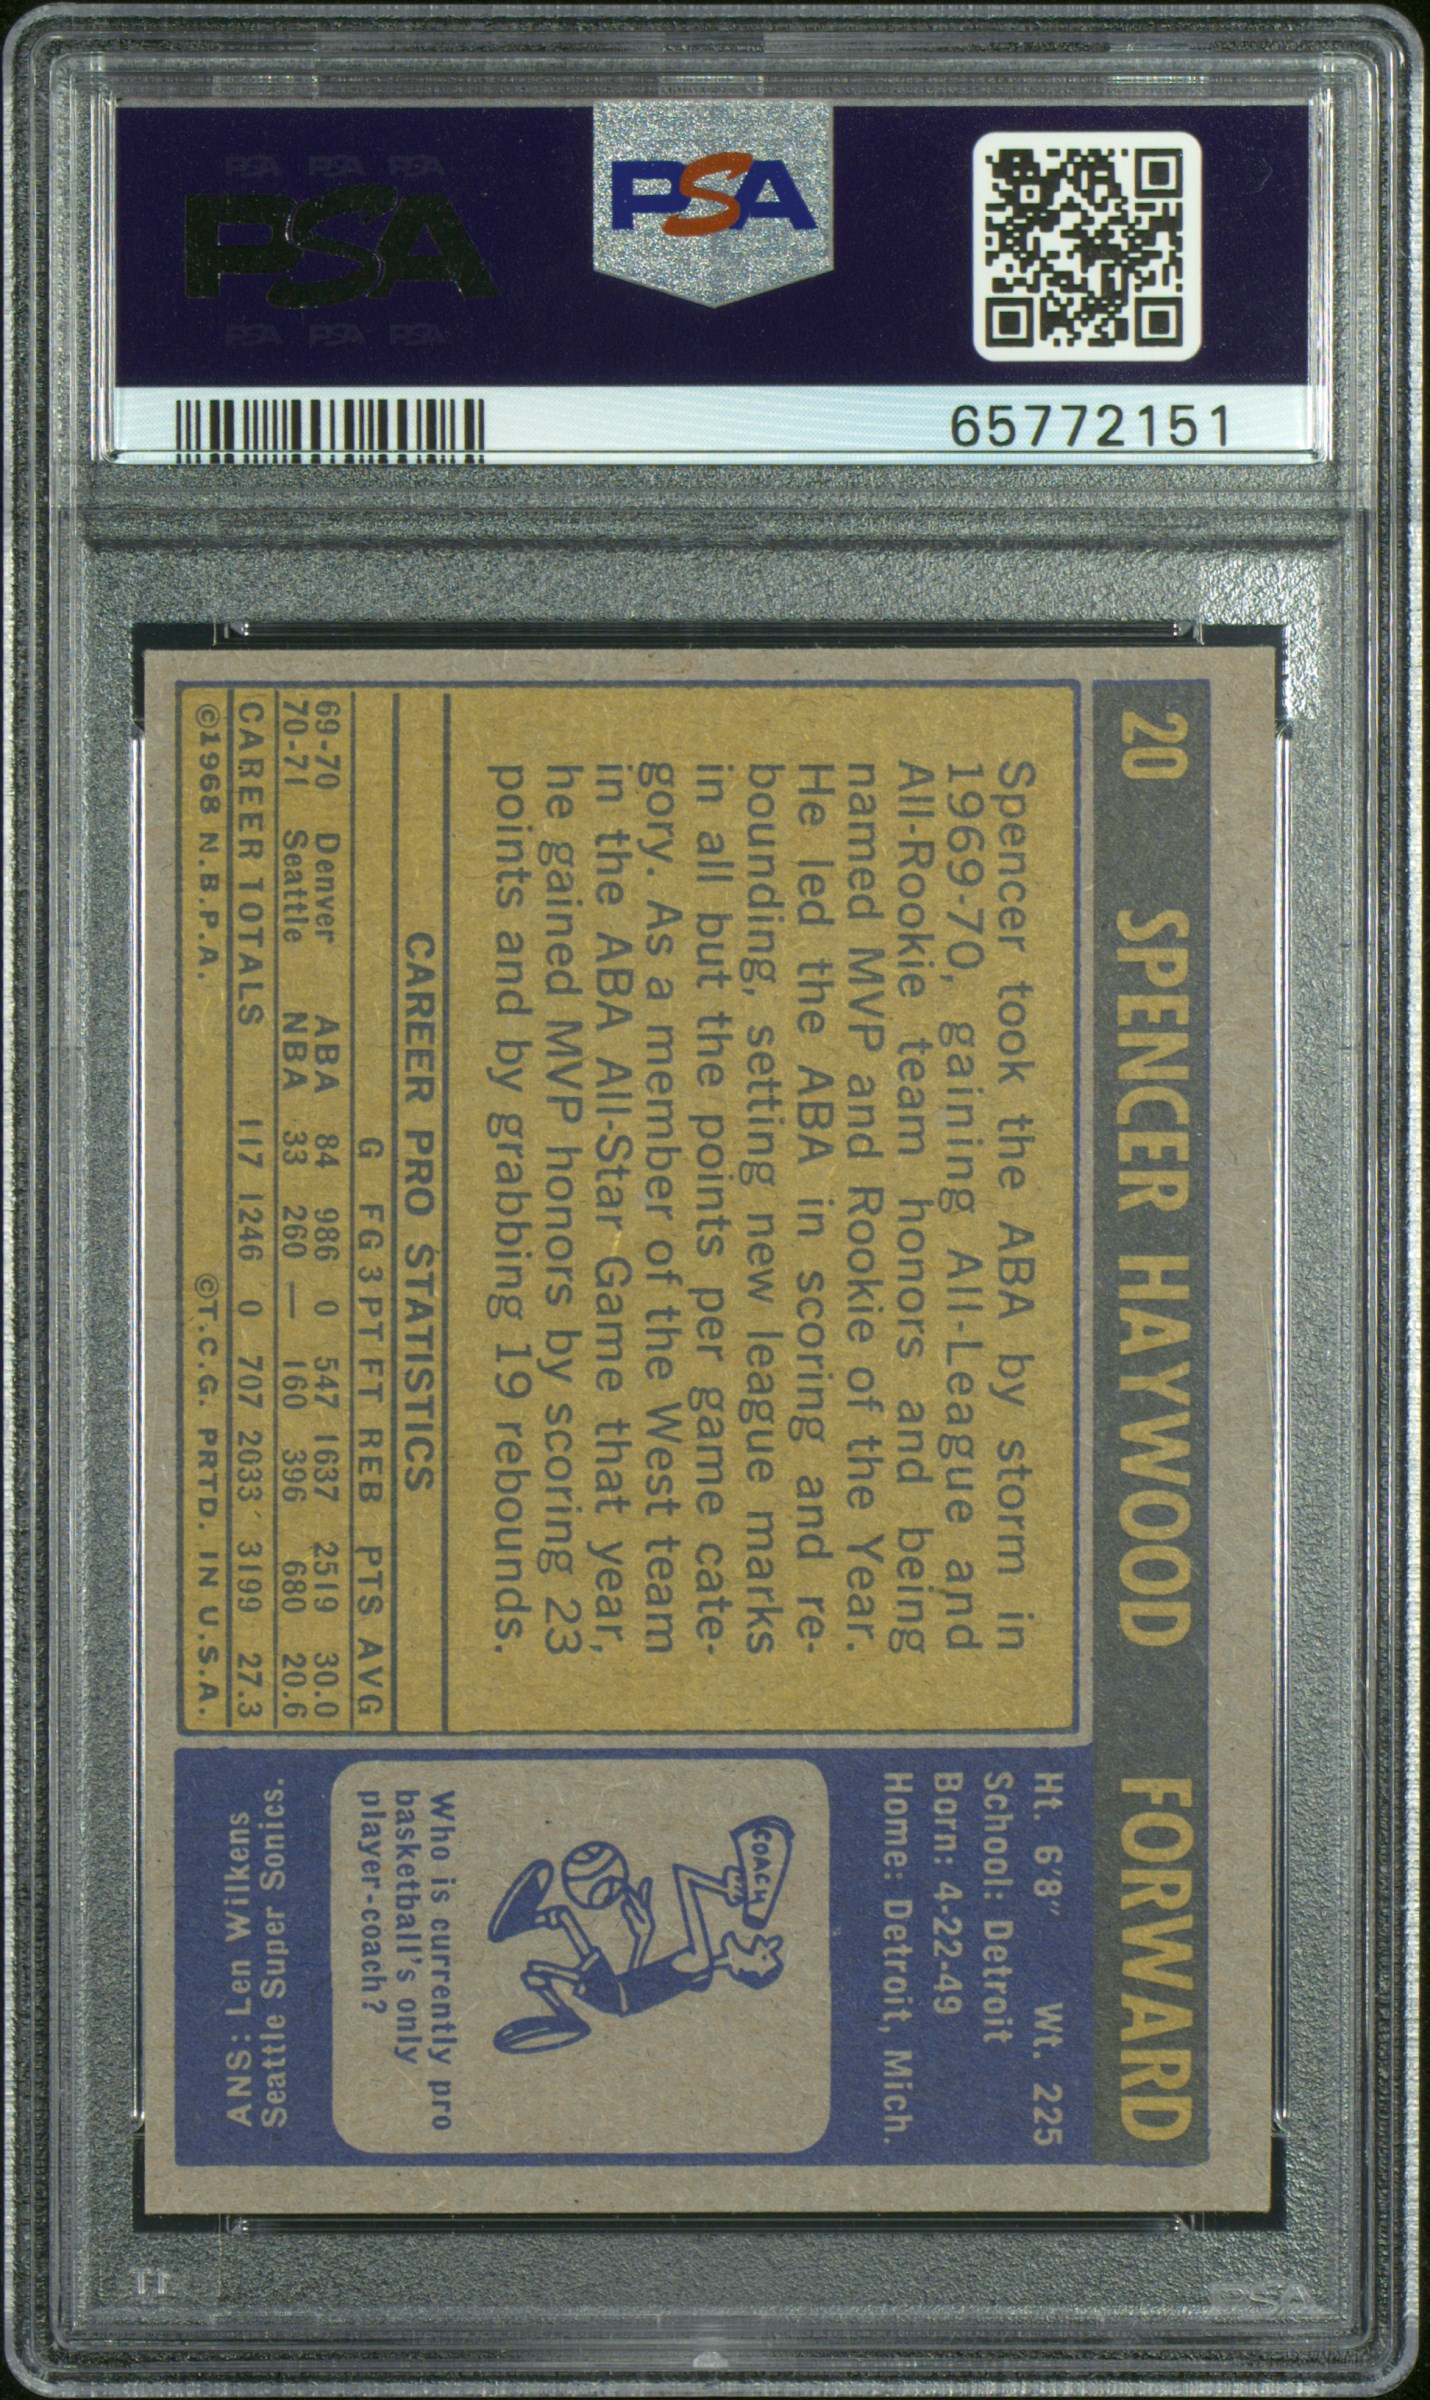 PSA PSA PSA
PSA
PSA PSA PSA
PSA
65772151
20 SPENCER HAYWOOD FORWARD
Spencer took the ABA by storm in
1969-70, gaining All-League and
All-Rookie team honors and being
named MVP and Rookie of the Year.
He led the ABA in scoring and re-
bounding, setting new league marks
in all but the points per game cate-
gory. As a member of the West team
in the ABA All-Star Game that year,
he gained MVP honors by scoring 23
points and by grabbing 19 rebounds.
CAREER PRO STATISTICS
G FG 3PT FT REB PTS AVG
69-70 Denver ABA 84 986 0 547 1637 2519 30.0
70-71 Seattle NBA 33 260 — 160 396 680 20.6
CAREER TOTALS 117 1246 0 707 2033 3199 27.3
©1968 N.B.P.A. ©T.C.G. PRTD. IN U.S.A.
Ht. 6'8" Wt. 225
School: Detroit
Born: 4-22-49
Home: Detroit, Mich.
COACH
Who is currently pro
basketball's only
player-coach?
ANS: Len Wilkens
Seattle Super Sonics.
PSA